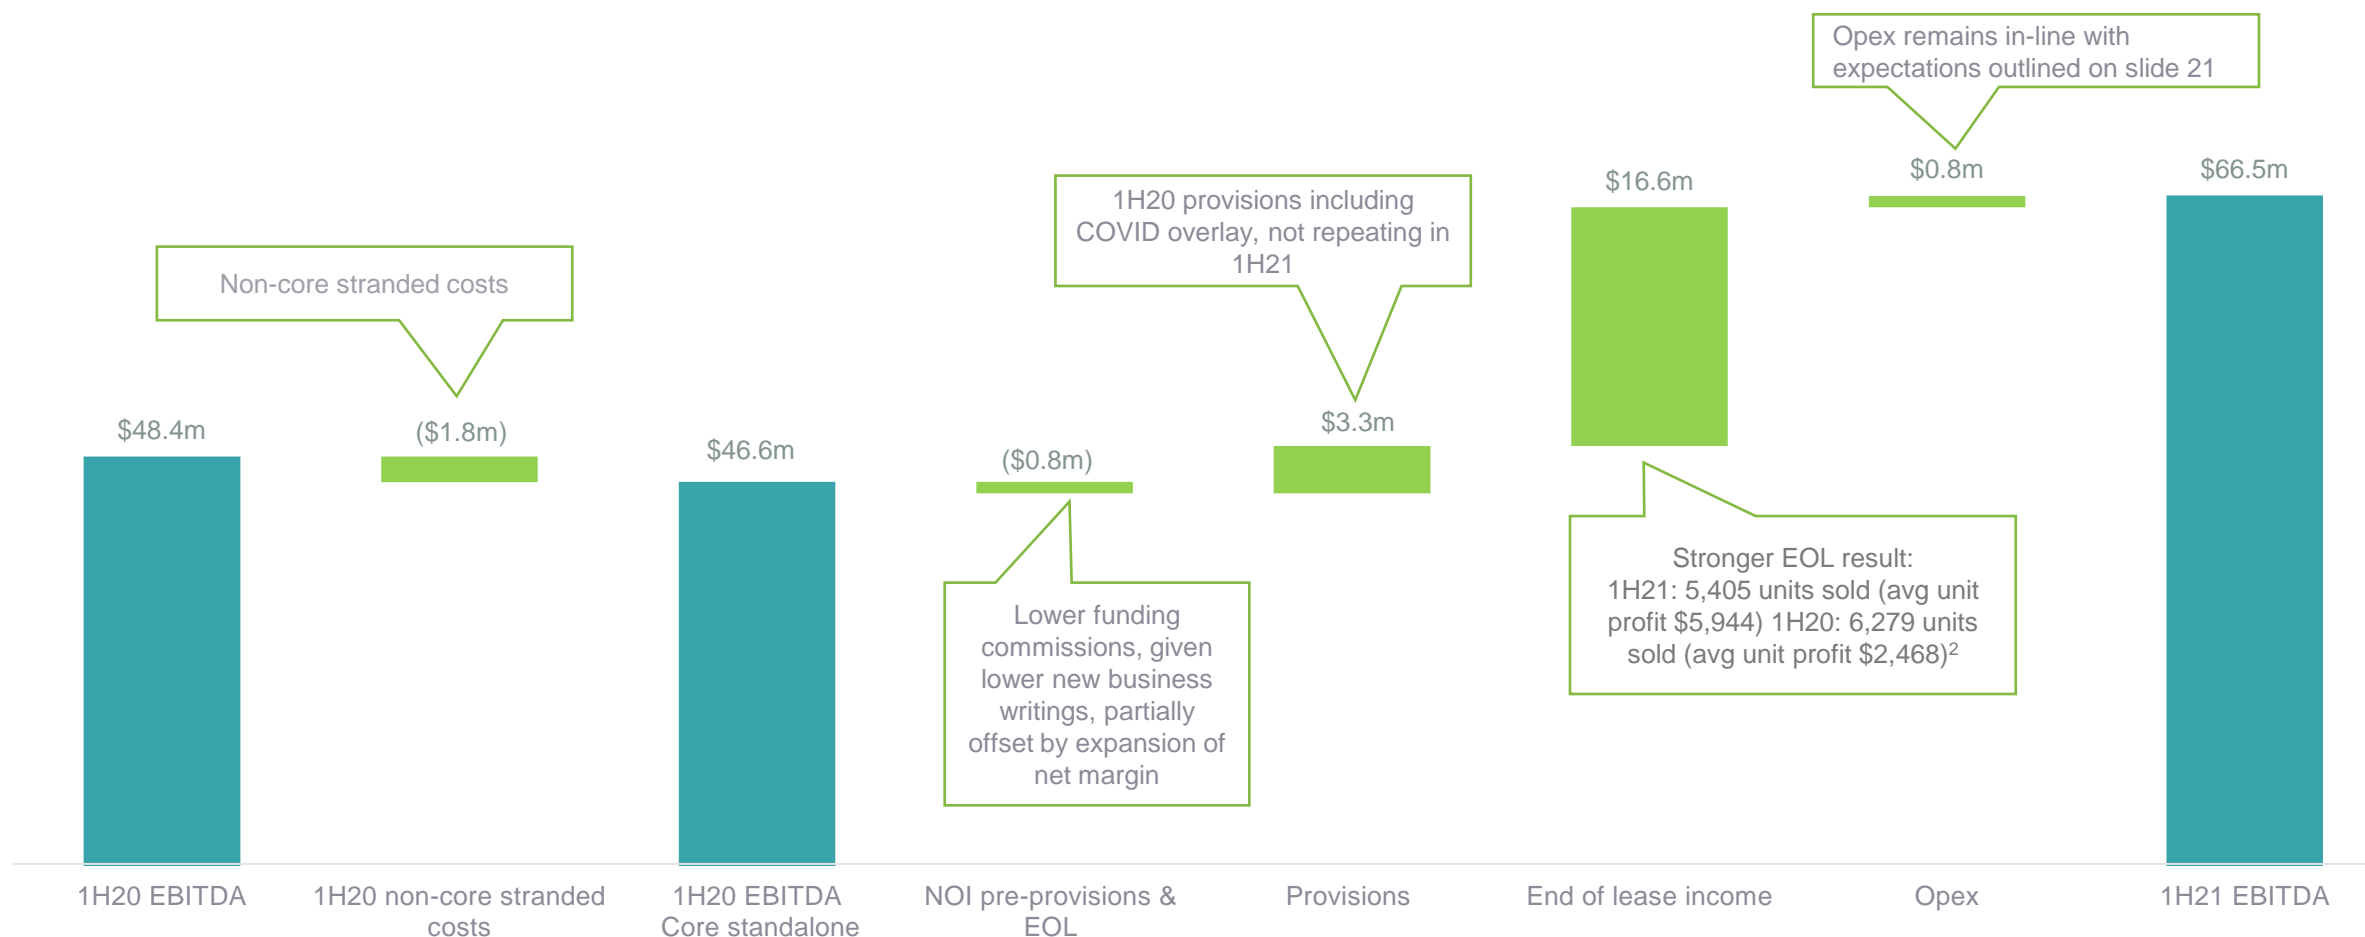 Opex remains in-line with
expectations outlined on slide 21
$16.6m
$0.8m
$66.5m
1H20 provisions including
COVID overlay, not repeating in
1H21
Non-core stranded costs
$48.4m
($1.8m)
$46.6m
($0.8m)
$3.3m
Stronger EOL result:
1H21: 5,405 units sold (avg unit
profit $5,944) 1H20: 6,279 units
sold (avg unit profit $2,468)²
Lower funding
commissions, given
lower new business
writings, partially
offset by expansion of
net margin
1H20 EBITDA
1H20 non-core stranded
costs
1H20 EBITDA
Core standalone
NOI pre-provisions &
EOL
Provisions
End of lease income
Opex
1H21 EBITDA